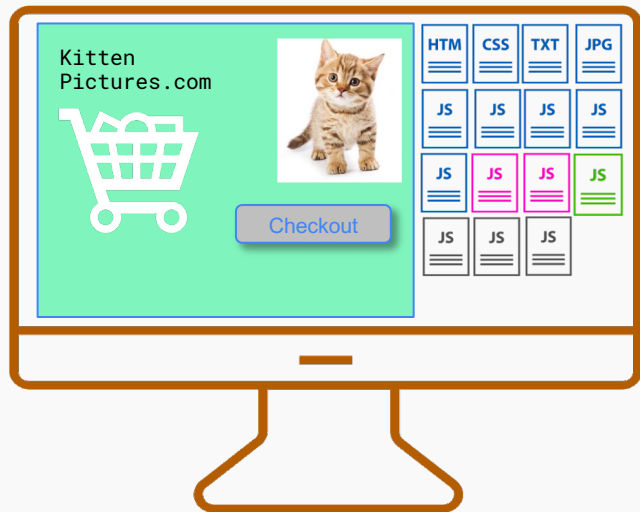 Kitten
Pictures.com
Checkout
HTM CSS TXT JPG
JS JS JS JS
JS JS JS JS
JS JS JS